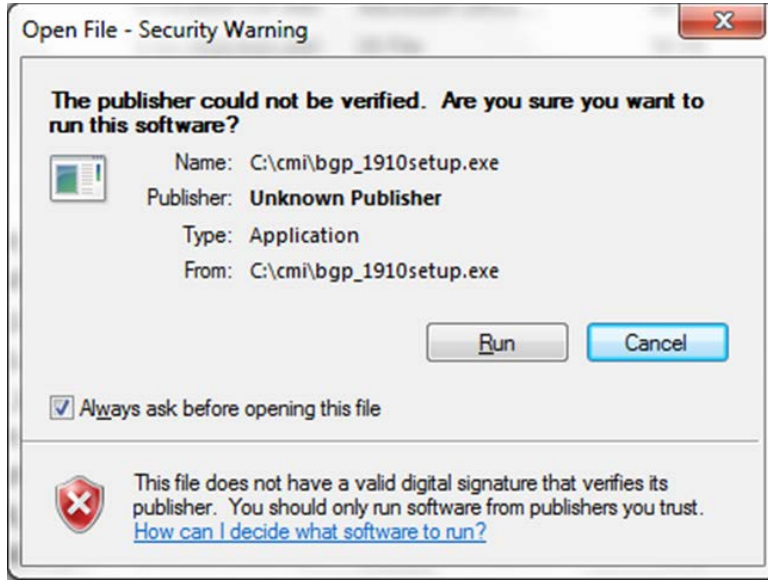 Open File - Security Warning
The publisher could not be verified. Are you sure you want to
run this software?
Name: C:\cmi\bgp_1910setup.exe
Publisher: Unknown Publisher
Type: Application
From: C:\cmi\bgp_1910setup.exe
Run Cancel
Always ask before opening this file
This file does not have a valid digital signature that verifies its
publisher. You should only run software from publishers you trust.
How can I decide what software to run?